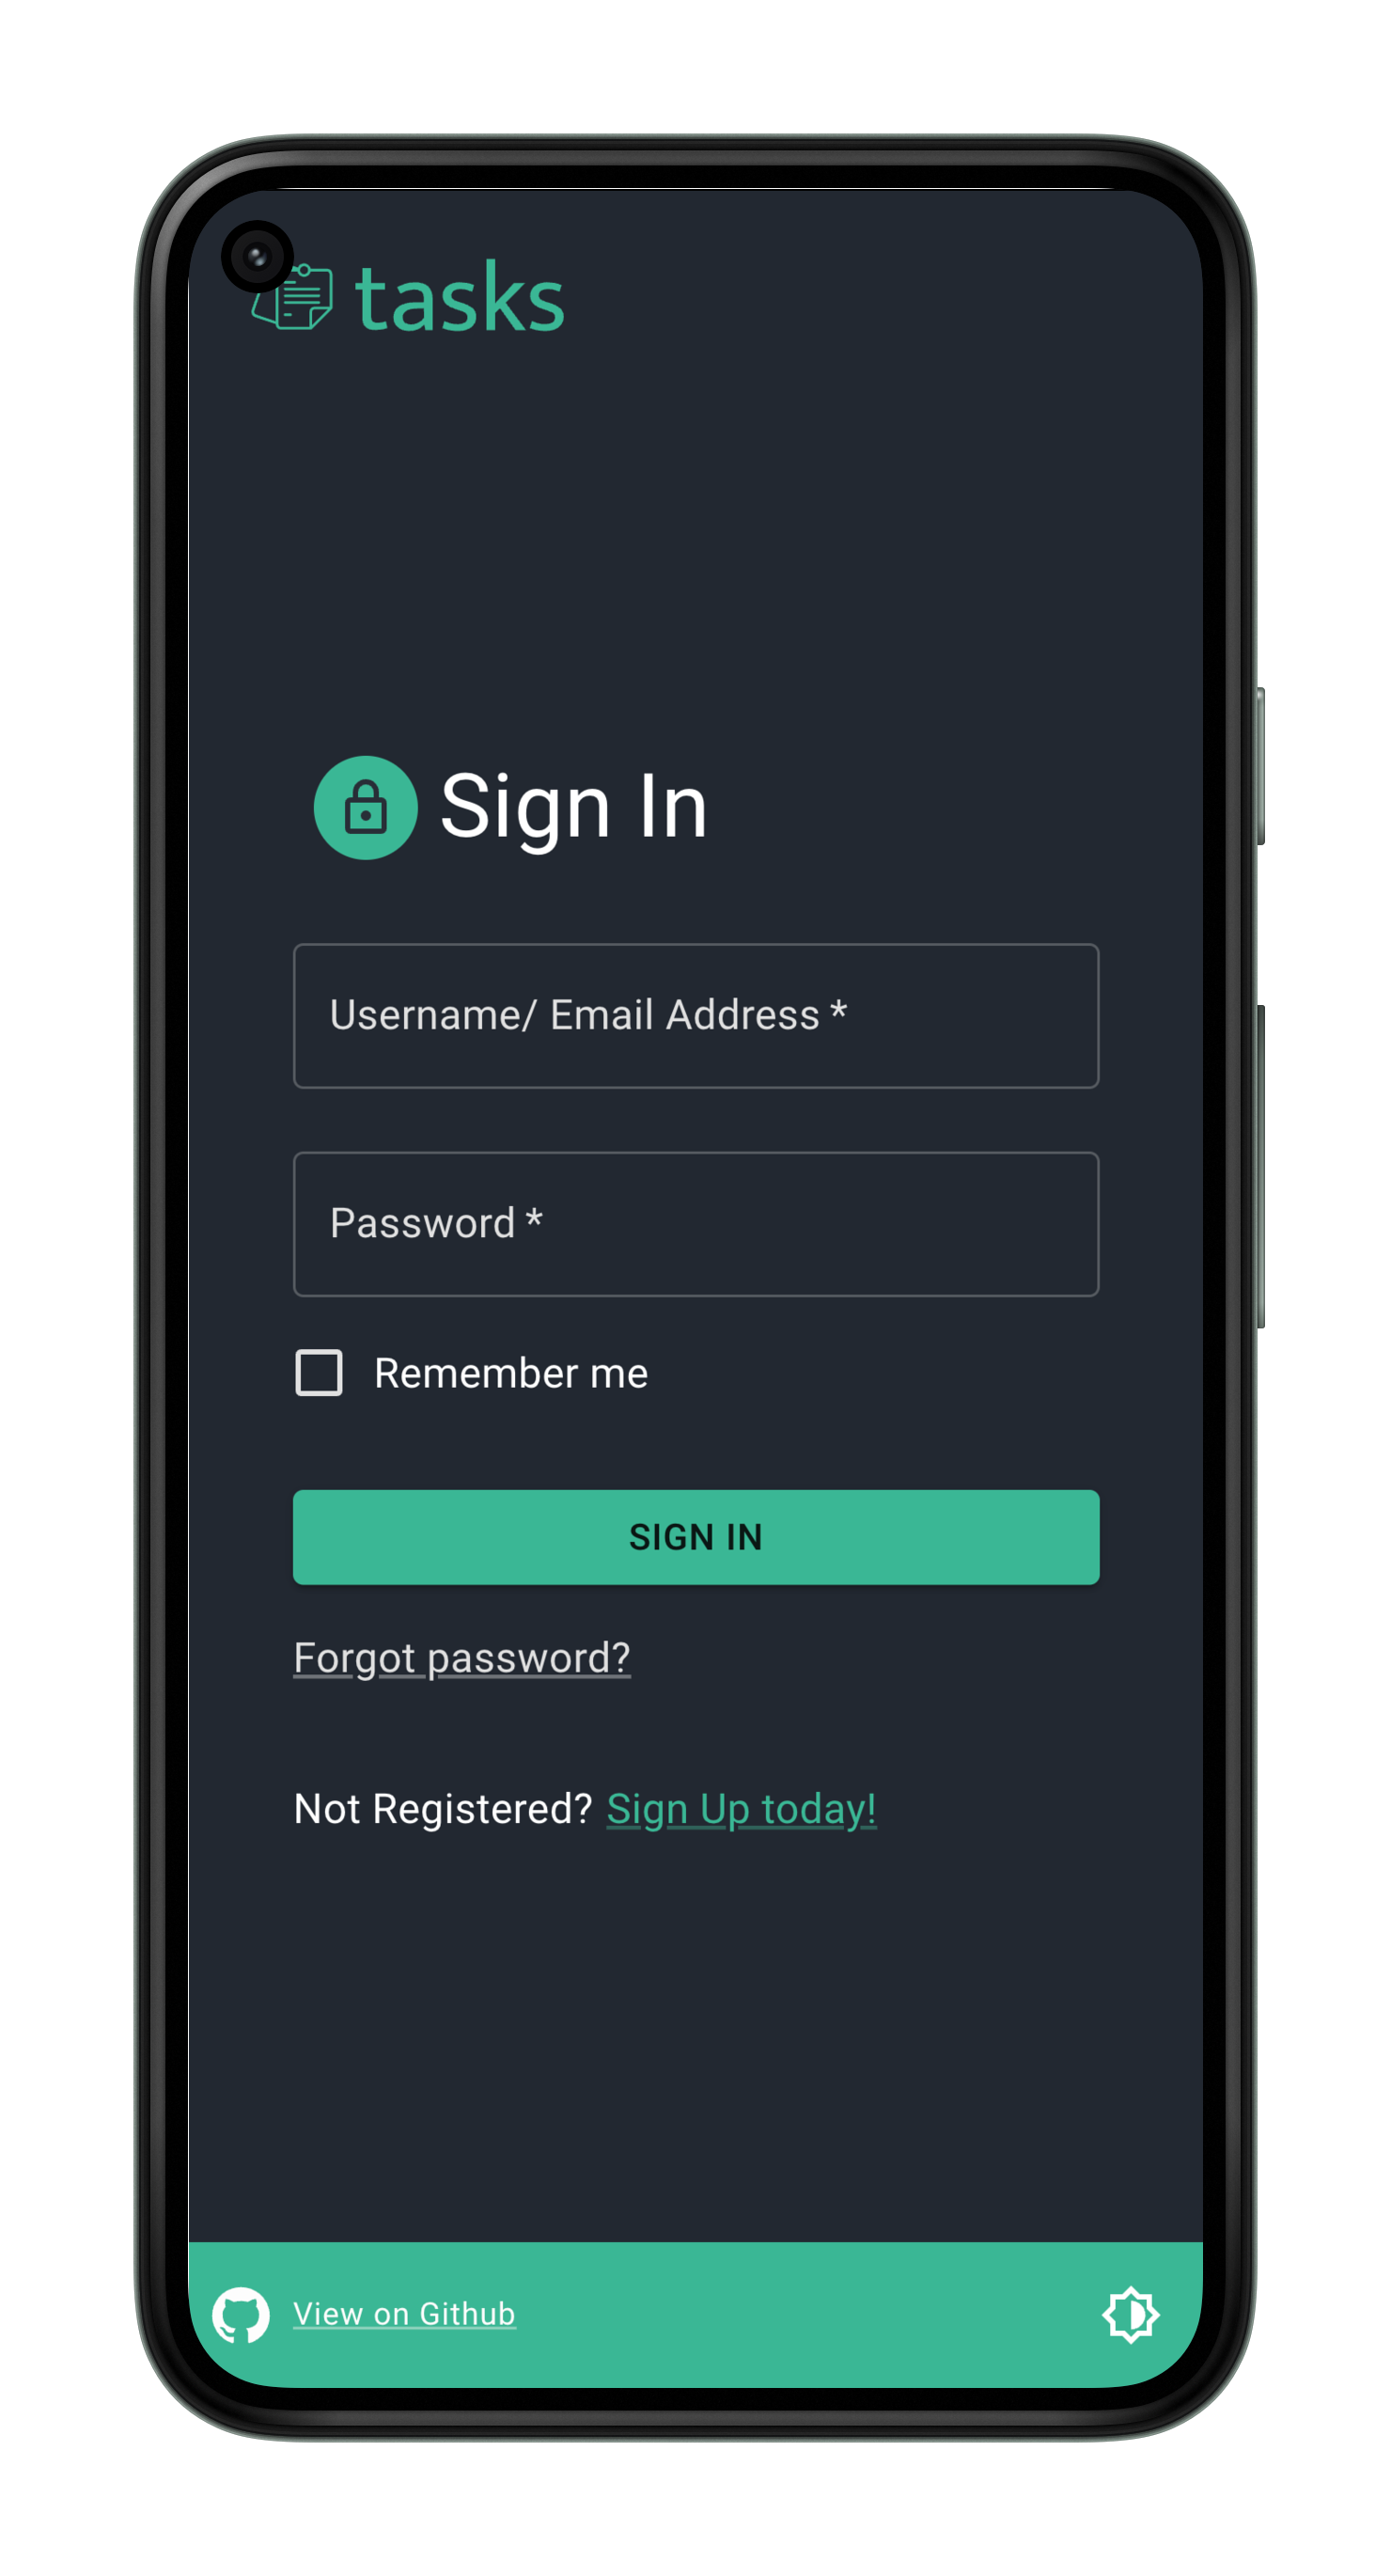 tasks
Sign In
Username/ Email Address *
Password *
Remember me
SIGN IN
Forgot password?
Not Registered? Sign Up today!
View on Github